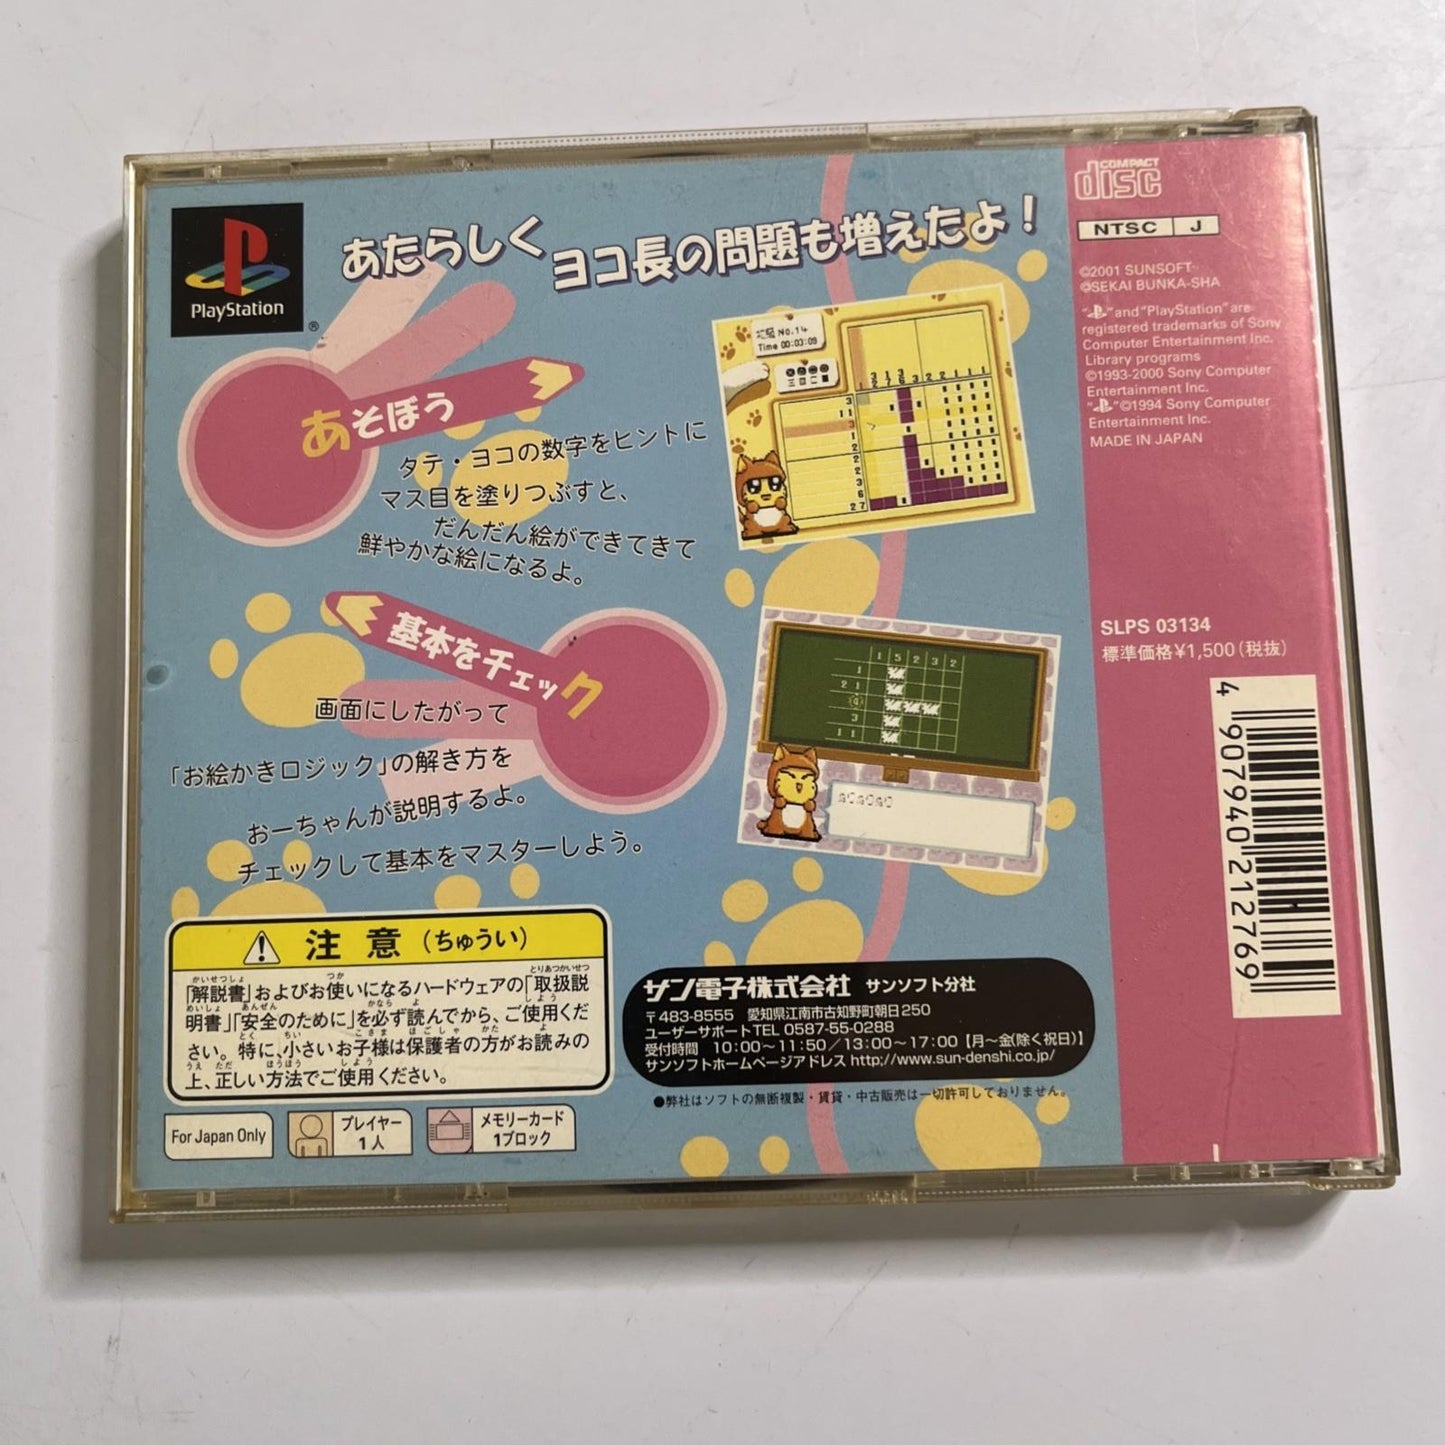 PlayStation
®
あたらしく
ヨコ長の問題も増えたよ!
あそぼう
タテ・ヨコの数字をヒントに
マス目を塗りつぶすと、
だんだん絵ができてきて
鮮やかな絵になるよ。
No.14
Time 00:03:09
基本をチェック
画面にしたがって
「お絵かきロジック」の解き方を
おーちゃんが説明するよ。
チェックして基本をマスターしよう。
1 5 2 3 2
1
2 1
4
3
1 1
注意(ちゅうい)
「解説書」およびお使いになるハードウェアの「取扱説
明書」「安全のために」を必ず読んでから、ご使用くだ
さい。特に、小さいお子様は保護者の方がお読みの
上、正しい方法でご使用ください。
For Japan Only
プレイヤー
1人
メモリーカード
1ブロック
サン電子株式会社 サンソフト分社
〒483-8555 愛知県江南市古知野町朝日250
ユーザーサポートTEL 0587-55-0288
受付時間 10:00～11:50/13:00～17:00【月～金(除く祝日)】
サンソフトホームページアドレス http://www.sun-denshi.co.jp/
●弊社はソフトの無断複製・賃貸・中古販売は一切許可しておりません。
COMPACT
disc
NTSC J
©2001 SUNSOFT
©SEKAI BUNKA-SHA
" " and "PlayStation" are
registered trademarks of Sony
Computer Entertainment Inc.
Library programs
©1993-2000 Sony Computer
Entertainment Inc.
" " ©1994 Sony Computer
Entertainment Inc.
MADE IN JAPAN
SLPS 03134
標準価格¥1,500(税抜)
4 907940 212769